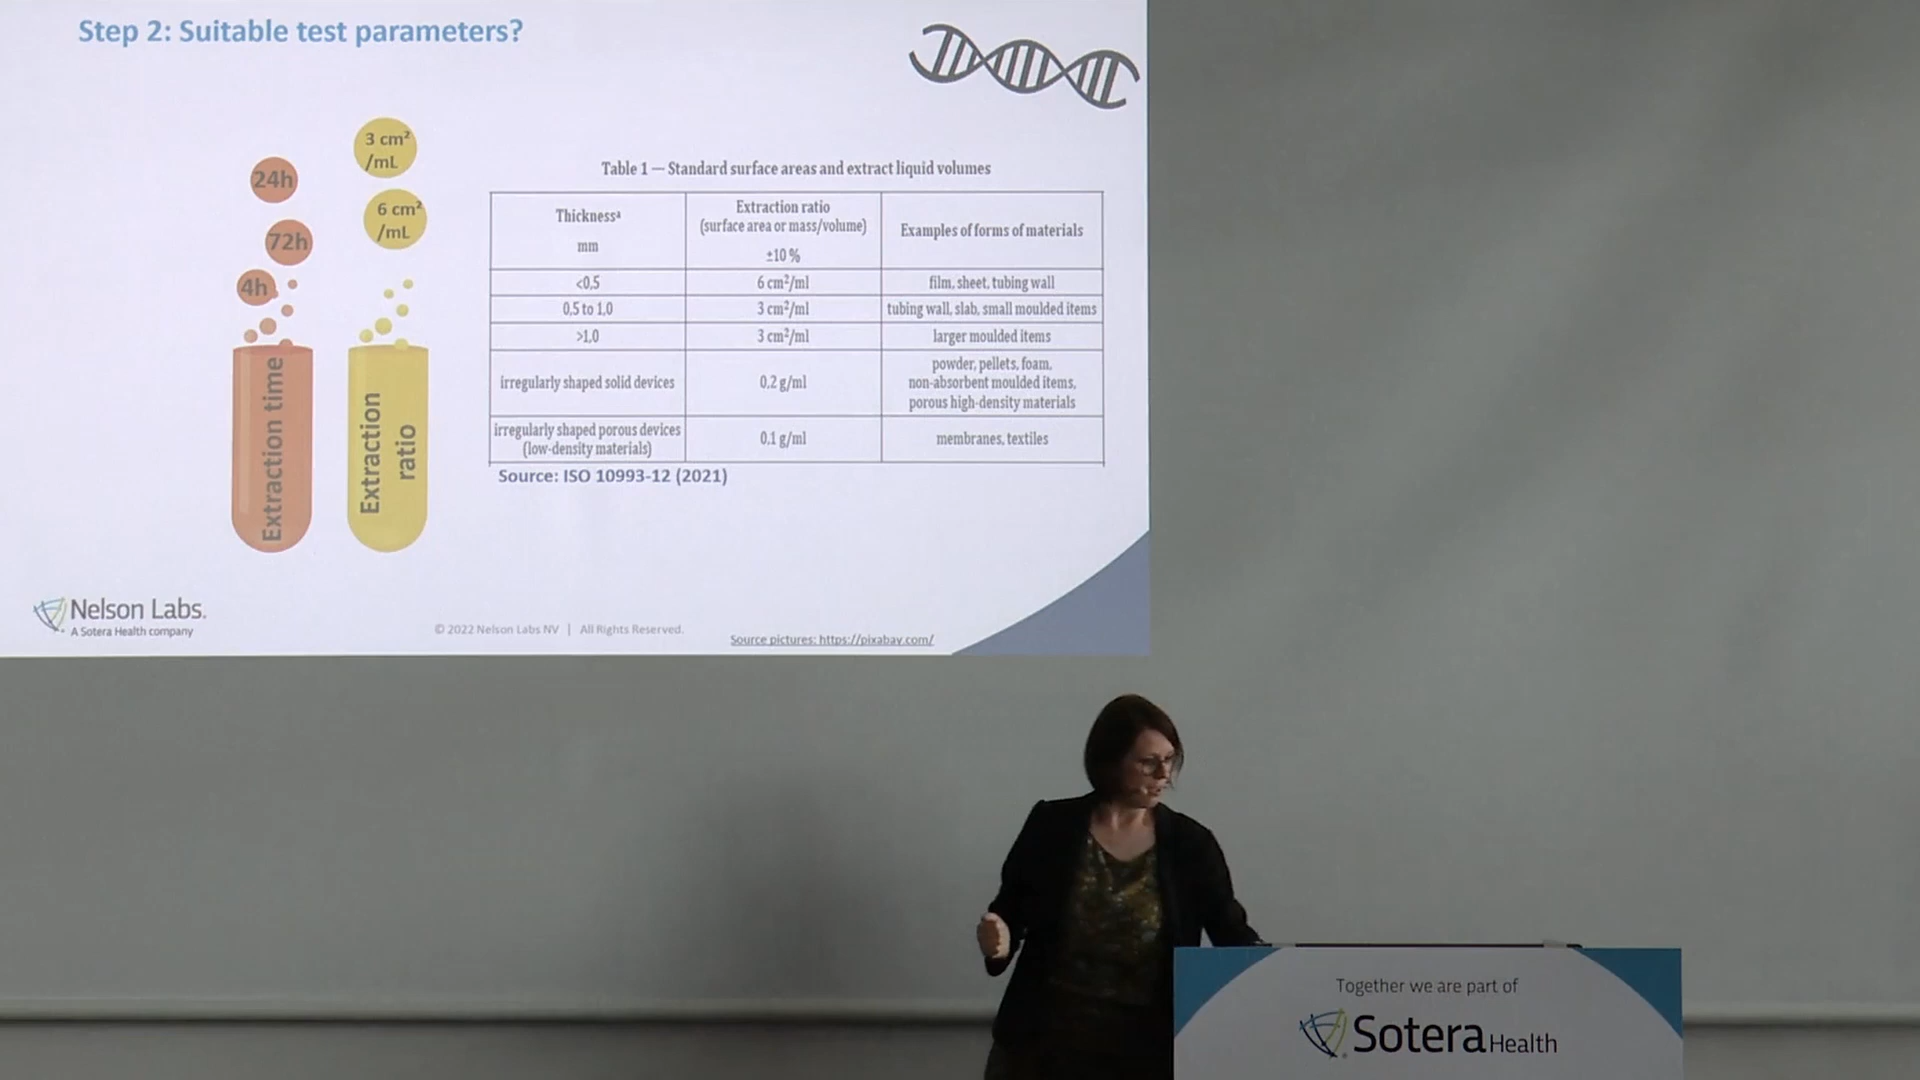 Step 2: Suitable test parameters?
3 cm²
/mL
24h
6 cm²
/mL
72h
4h
Extraction time
Extraction
ratio
Table 1 — Standard surface areas and extract liquid volumes
Thicknessᵃ
mm
Extraction ratio
(surface area or mass/volume)
±10 %
Examples of forms of materials
<0,5
6 cm²/ml
film, sheet, tubing wall
0,5 to 1,0
3 cm²/ml
tubing wall, slab, small moulded items
>1,0
3 cm²/ml
larger moulded items
irregularly shaped solid devices
0,2 g/ml
powder, pellets, foam,
non-absorbent moulded items,
porous high-density materials
irregularly shaped porous devices
(low-density materials)
0,1 g/ml
membranes, textiles
Source: ISO 10993-12 (2021)
Nelson Labs.
A Sotera Health company
© 2022 Nelson Labs NV | All Rights Reserved.
Source pictures: https://pixabay.com/
Together we are part of
Sotera Health